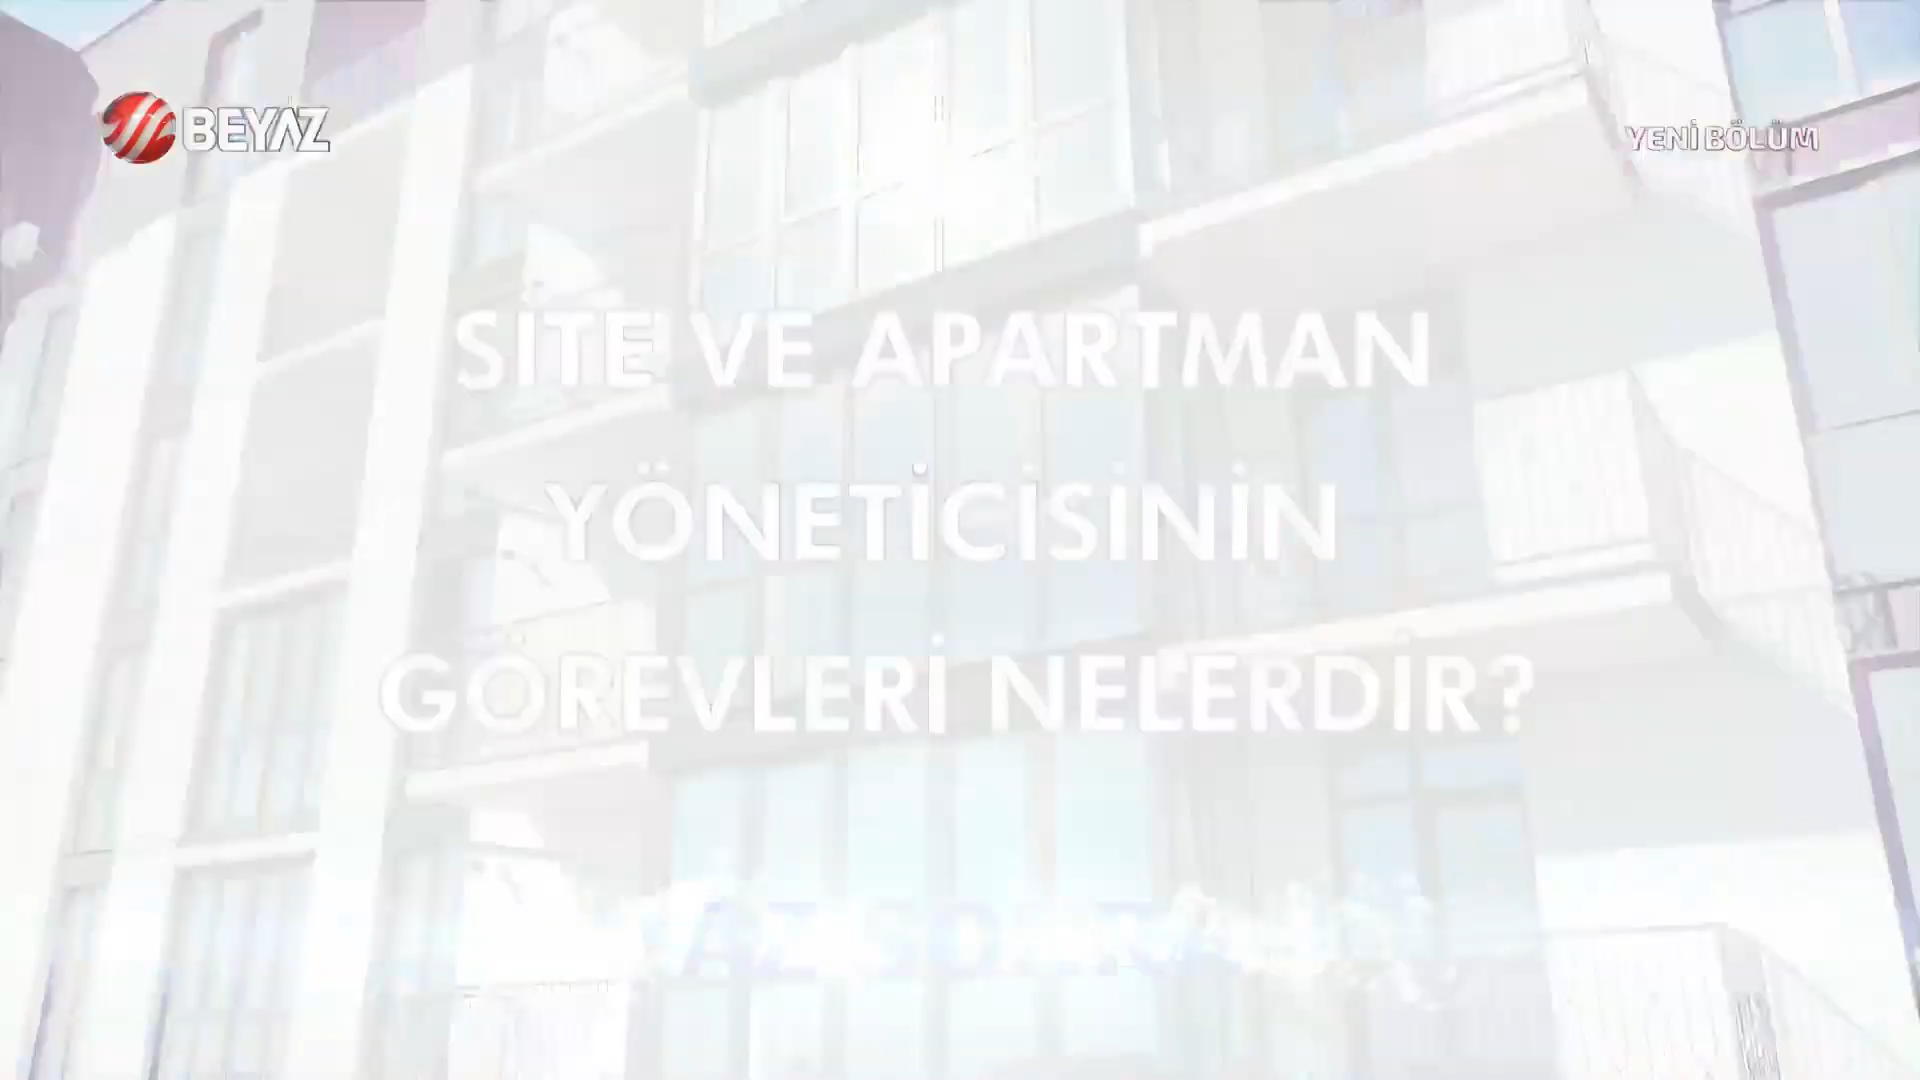 BEYAZ
YENİ BÖLÜM
SİTE VE APARTMAN
YÖNETİCİSİNİN
GÖREVLERİ NELERDİR?